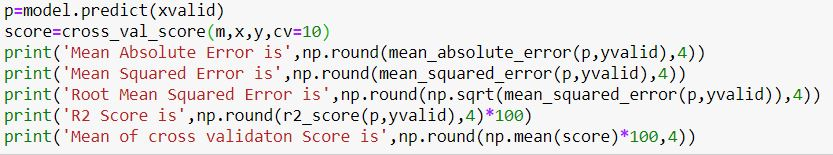 p=model.predict(xvalid)
score=cross_val_score(m,x,y,cv=10)
print('Mean Absolute Error is',np.round(mean_absolute_error(p,yvalid),4))
print('Mean Squared Error is',np.round(mean_squared_error(p,yvalid),4))
print('Root Mean Squared Error is',np.round(np.sqrt(mean_squared_error(p,yvalid)),4))
print('R2 Score is',np.round(r2_score(p,yvalid),4)*100)
print('Mean of cross validaton Score is',np.round(np.mean(score)*100,4))